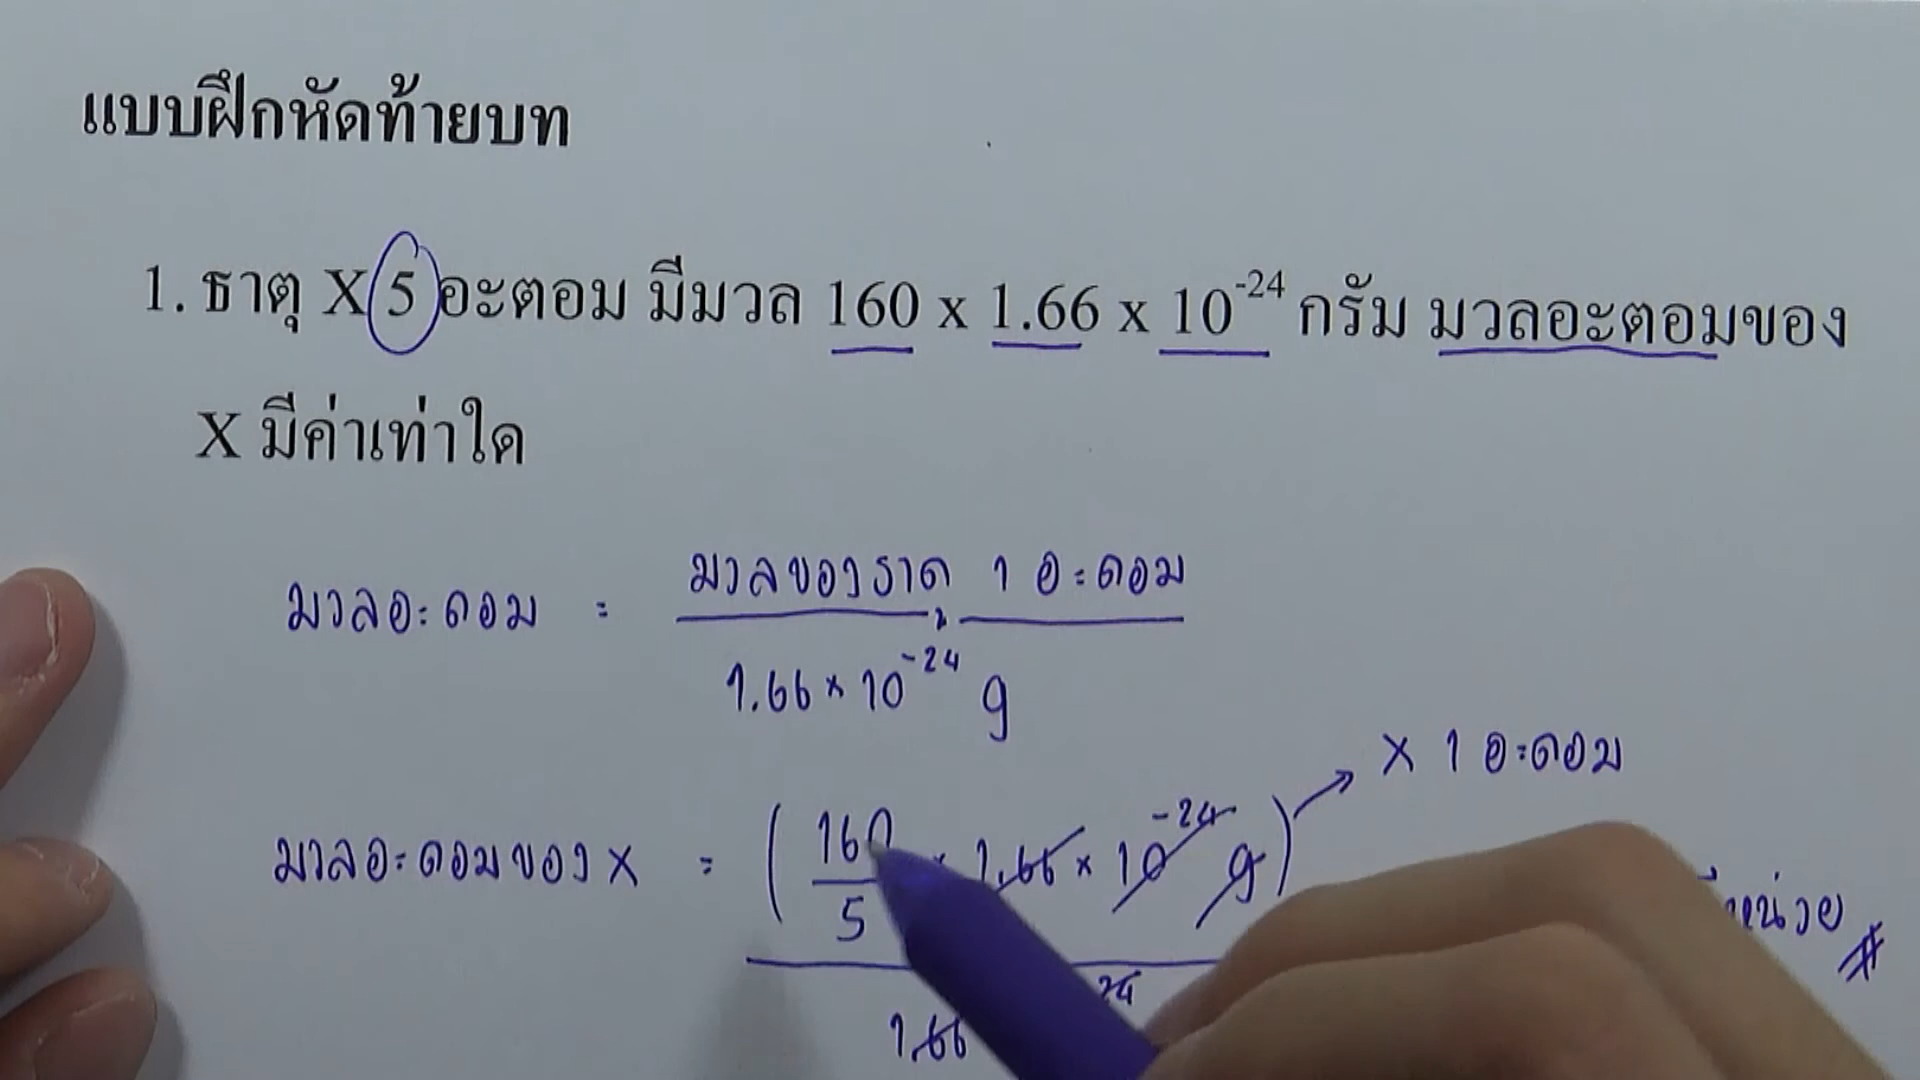 แบบฝึกหัดท้ายบท
1. ธาตุ X 5 อะตอม มีมวล 160 x 1.66 x 10⁻²⁴ กรัม มวลอะตอมของ
X มีค่าเท่าใด
มวลอะตอม = มวลของธาตุ 1 อะตอม / 1.66 × 10⁻²⁴ g
X 1 อะตอม
มวลอะตอมของ X = (160/5 × 1.66 × 10⁻²⁴ g)
หน่วย #
1.66 24